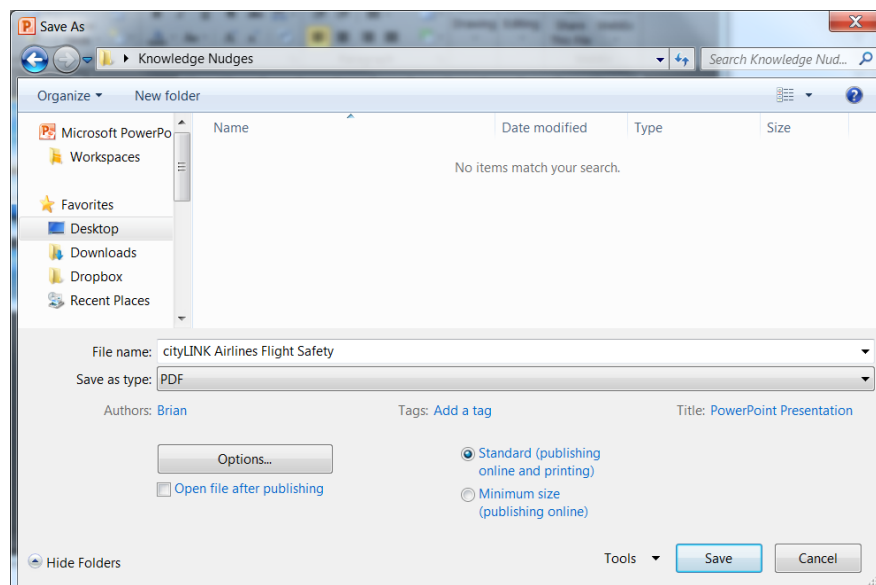 Save As
Knowledge Nudges
Search Knowledge Nud...
Organize
New folder
Microsoft PowerPo
Workspaces
Favorites
Desktop
Downloads
Dropbox
Recent Places
Name
Date modified
Type
Size
No items match your search.
File name: cityLINK Airlines Flight Safety
Save as type: PDF
Authors: Brian
Tags: Add a tag
Title: PowerPoint Presentation
Options...
Open file after publishing
Standard (publishing
online and printing)
Minimum size
(publishing online)
Hide Folders
Tools
Save
Cancel